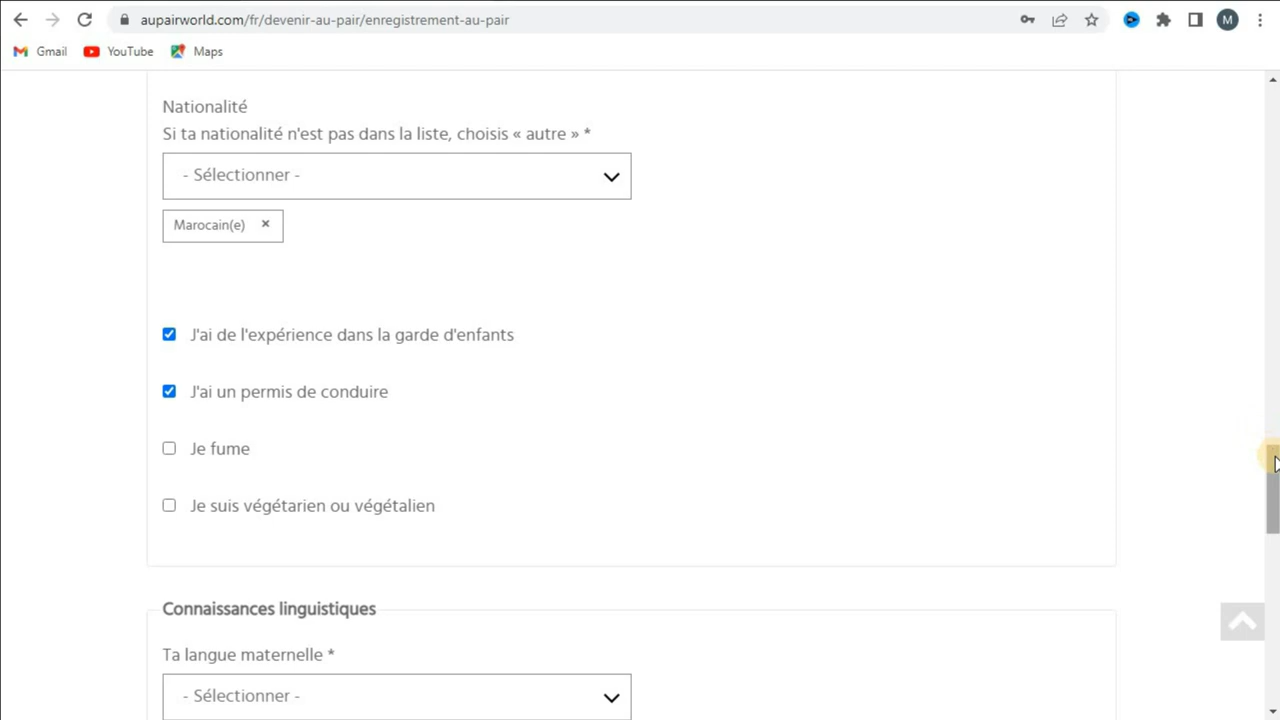 aupairworld.com/fr/devenir-au-pair/enregistrement-au-pair
M
Gmail
YouTube
Maps
Nationalité
Si ta nationalité n'est pas dans la liste, choisis « autre » *
- Sélectionner -
Marocain(e) ×
J'ai de l'expérience dans la garde d'enfants
J'ai un permis de conduire
Je fume
Je suis végétarien ou végétalien
Connaissances linguistiques
Ta langue maternelle *
- Sélectionner -